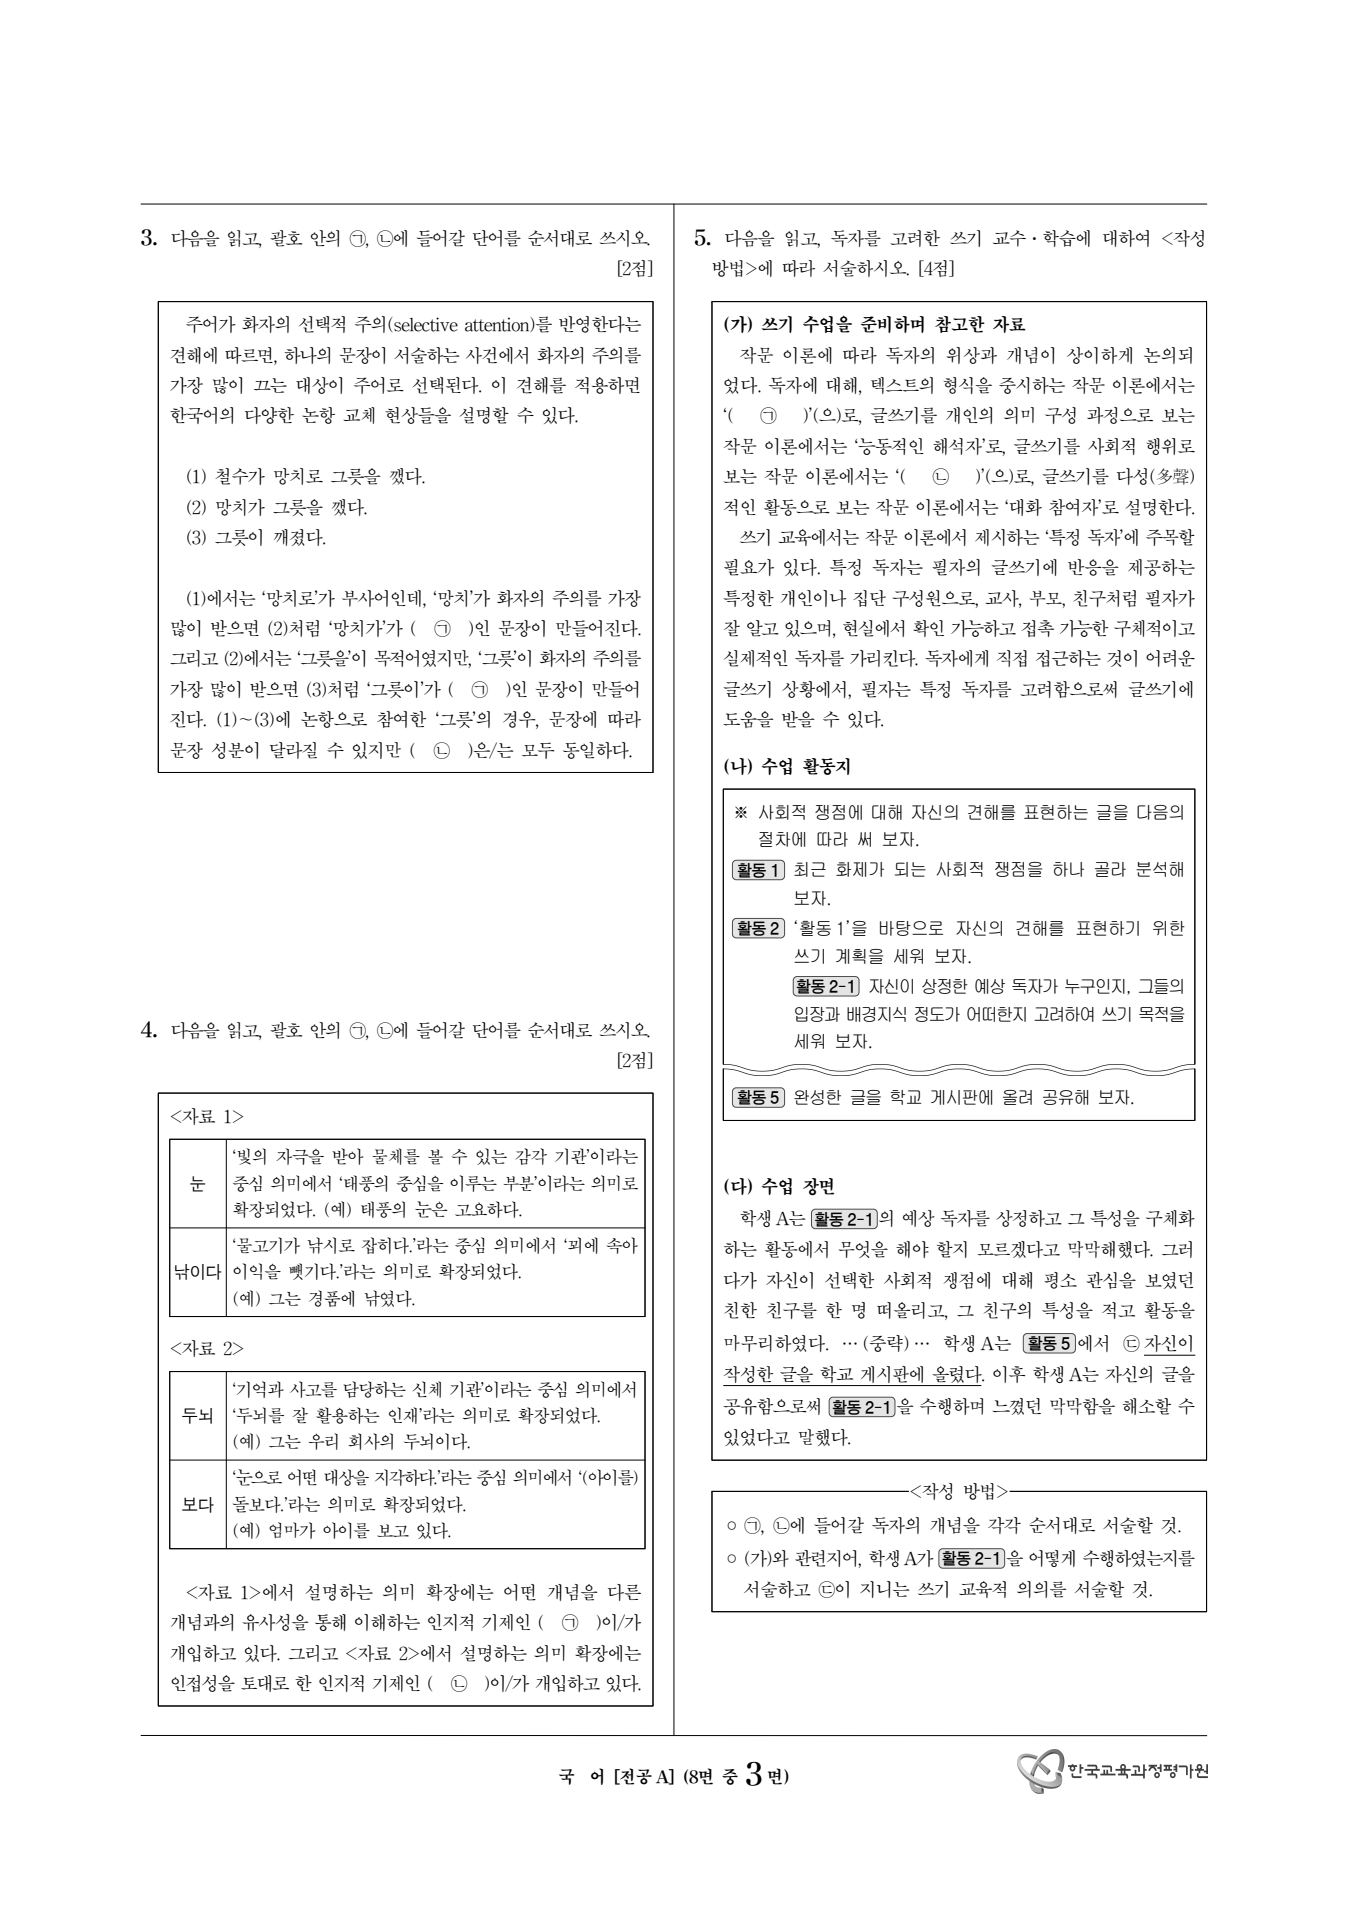 3. 다음을 읽고, 괄호 안의 ㉠, ㉡에 들어갈 단어를 순서대로 쓰시오.
[2점]
주어가 화자의 선택적 주의(selective attention)를 반영한다는
견해에 따르면, 하나의 문장이 서술하는 사건에서 화자의 주의를
가장 많이 끄는 대상이 주어로 선택된다. 이 견해를 적용하면
한국어의 다양한 논항 교체 현상들을 설명할 수 있다.
(1) 철수가 망치로 그릇을 깼다.
(2) 망치가 그릇을 깼다.
(3) 그릇이 깨졌다.
(1)에서는 ‘망치로’가 부사어인데, ‘망치’가 화자의 주의를 가장
많이 받으면 (2)처럼 ‘망치가’가 ( ㉠ )인 문장이 만들어진다.
그리고 (2)에서는 ‘그릇을’이 목적어였지만, ‘그릇’이 화자의 주의를
가장 많이 받으면 (3)처럼 ‘그릇이’가 ( ㉠ )인 문장이 만들어
진다. (1)～(3)에 논항으로 참여한 ‘그릇’의 경우, 문장에 따라
문장 성분이 달라질 수 있지만 ( ㉡ )은/는 모두 동일하다.
4. 다음을 읽고, 괄호 안의 ㉠, ㉡에 들어갈 단어를 순서대로 쓰시오.
[2점]
<자료 1>
눈
‘빛의 자극을 받아 물체를 볼 수 있는 감각 기관’이라는
중심 의미에서 ‘태풍의 중심을 이루는 부분’이라는 의미로
확장되었다. (예) 태풍의 눈은 고요하다.
낚이다
‘물고기가 낚시로 잡히다.’라는 중심 의미에서 ‘꾀에 속아
이익을 뺏기다.’라는 의미로 확장되었다.
(예) 그는 경품에 낚였다.
<자료 2>
두뇌
‘기억과 사고를 담당하는 신체 기관’이라는 중심 의미에서
‘두뇌를 잘 활용하는 인재’라는 의미로 확장되었다.
(예) 그는 우리 회사의 두뇌이다.
보다
‘눈으로 어떤 대상을 지각하다.’라는 중심 의미에서 ‘(아이를)
돌보다.’라는 의미로 확장되었다.
(예) 엄마가 아이를 보고 있다.
<자료 1>에서 설명하는 의미 확장에는 어떤 개념을 다른
개념과의 유사성을 통해 이해하는 인지적 기제인 ( ㉠ )이/가
개입하고 있다. 그리고 <자료 2>에서 설명하는 의미 확장에는
인접성을 토대로 한 인지적 기제인 ( ㉡ )이/가 개입하고 있다.
5. 다음을 읽고, 독자를 고려한 쓰기 교수・학습에 대하여 <작성
방법>에 따라 서술하시오. [4점]
(가) 쓰기 수업을 준비하며 참고한 자료
작문 이론에 따라 독자의 위상과 개념이 상이하게 논의되
었다. 독자에 대해, 텍스트의 형식을 중시하는 작문 이론에서는
‘( ㉠ )’(으)로, 글쓰기를 개인의 의미 구성 과정으로 보는
작문 이론에서는 ‘능동적인 해석자’로, 글쓰기를 사회적 행위로
보는 작문 이론에서는 ‘( ㉡ )’(으)로, 글쓰기를 다성(多聲)
적인 활동으로 보는 작문 이론에서는 ‘대화 참여자’로 설명한다.
쓰기 교육에서는 작문 이론에서 제시하는 ‘특정 독자’에 주목할
필요가 있다. 특정 독자는 필자의 글쓰기에 반응을 제공하는
특정한 개인이나 집단 구성원으로, 교사, 부모, 친구처럼 필자가
잘 알고 있으며, 현실에서 확인 가능하고 접촉 가능한 구체적이고
실제적인 독자를 가리킨다. 독자에게 직접 접근하는 것이 어려운
글쓰기 상황에서, 필자는 특정 독자를 고려함으로써 글쓰기에
도움을 받을 수 있다.
(나) 수업 활동지
※ 사회적 쟁점에 대해 자신의 견해를 표현하는 글을 다음의
절차에 따라 써 보자.
활동 1 최근 화제가 되는 사회적 쟁점을 하나 골라 분석해
보자.
활동 2 ‘활동 1’을 바탕으로 자신의 견해를 표현하기 위한
쓰기 계획을 세워 보자.
활동 2-1 자신이 상정한 예상 독자가 누구인지, 그들의
입장과 배경지식 정도가 어떠한지 고려하여 쓰기 목적을
세워 보자.
활동 5 완성한 글을 학교 게시판에 올려 공유해 보자.
(다) 수업 장면
학생 A는 활동 2-1의 예상 독자를 상정하고 그 특성을 구체화
하는 활동에서 무엇을 해야 할지 모르겠다고 막막해했다. 그러
다가 자신이 선택한 사회적 쟁점에 대해 평소 관심을 보였던
친한 친구를 한 명 떠올리고, 그 친구의 특성을 적고 활동을
마무리하였다. … (중략) … 학생 A는 활동 5에서 ㉢ 자신이
작성한 글을 학교 게시판에 올렸다. 이후 학생 A는 자신의 글을
공유함으로써 활동 2-1을 수행하며 느꼈던 막막함을 해소할 수
있었다고 말했다.
<작성 방법>
○ ㉠, ㉡에 들어갈 독자의 개념을 각각 순서대로 서술할 것.
○ (가)와 관련지어, 학생 A가 활동 2-1을 어떻게 수행하였는지를
서술하고 ㉢이 지니는 쓰기 교육적 의의를 서술할 것.
국 어 [전공 A] (8면 중 3 면)
한국교육과정평가원